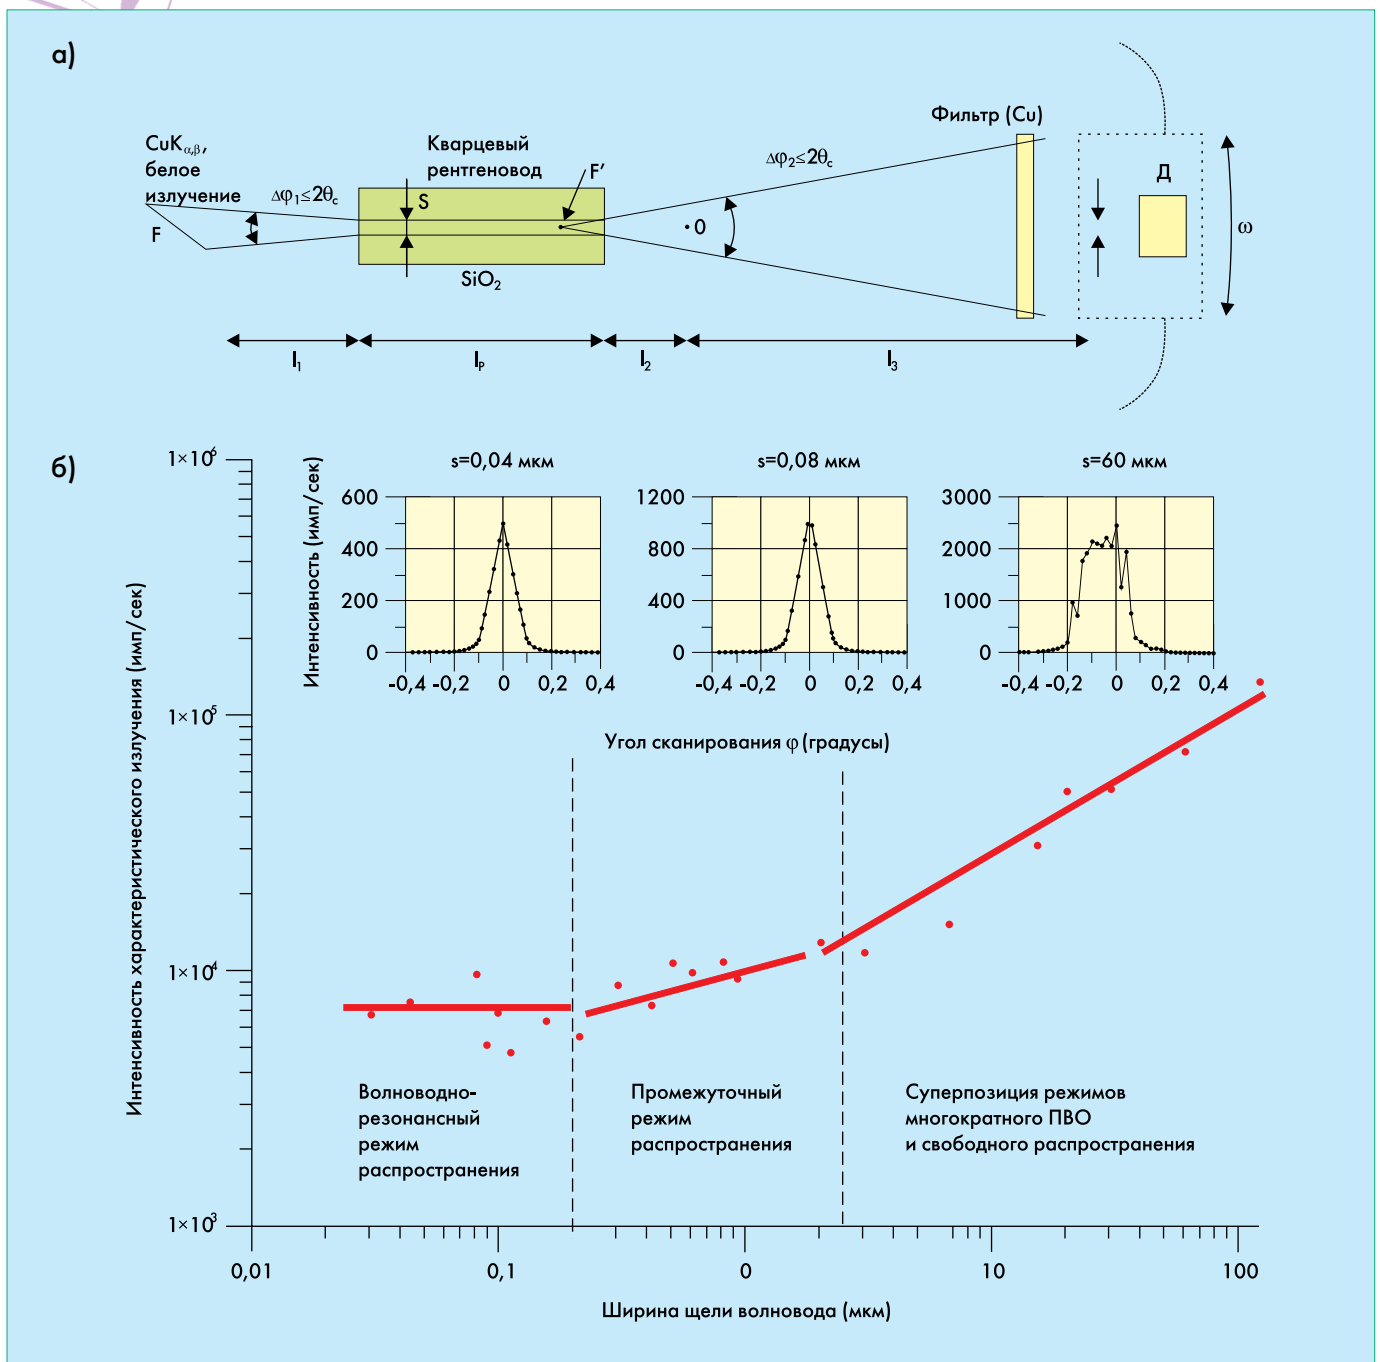 а)
CuKα,β,
белое
излучение
F
Δφ₁≤2θc
Кварцевый
рентгеновод
S
F'
SiO₂
Δφ₂≤2θc
0
Фильтр (Cu)
Д
ω
l₁
lₚ
l₂
l₃
б)
Интенсивность характеристического излучения (имп/сек)
1×10⁶
1×10⁵
1×10⁴
1×10³
Интенсивность (имп/сек)
s=0,04 мкм
600
400
200
0
-0,4
-0,2
0
0,2
0,4
s=0,08 мкм
1200
800
400
0
-0,4
-0,2
0
0,2
0,4
s=60 мкм
3000
2000
1000
0
-0,4
-0,2
0
0,2
0,4
Угол сканирования φ (градусы)
Волноводно-
резонансный
режим
распространения
Промежуточный
режим
распространения
Суперпозиция режимов
многократного ПВО
и свободного распространения
0,01
0,1
0
10
100
Ширина щели волновода (мкм)